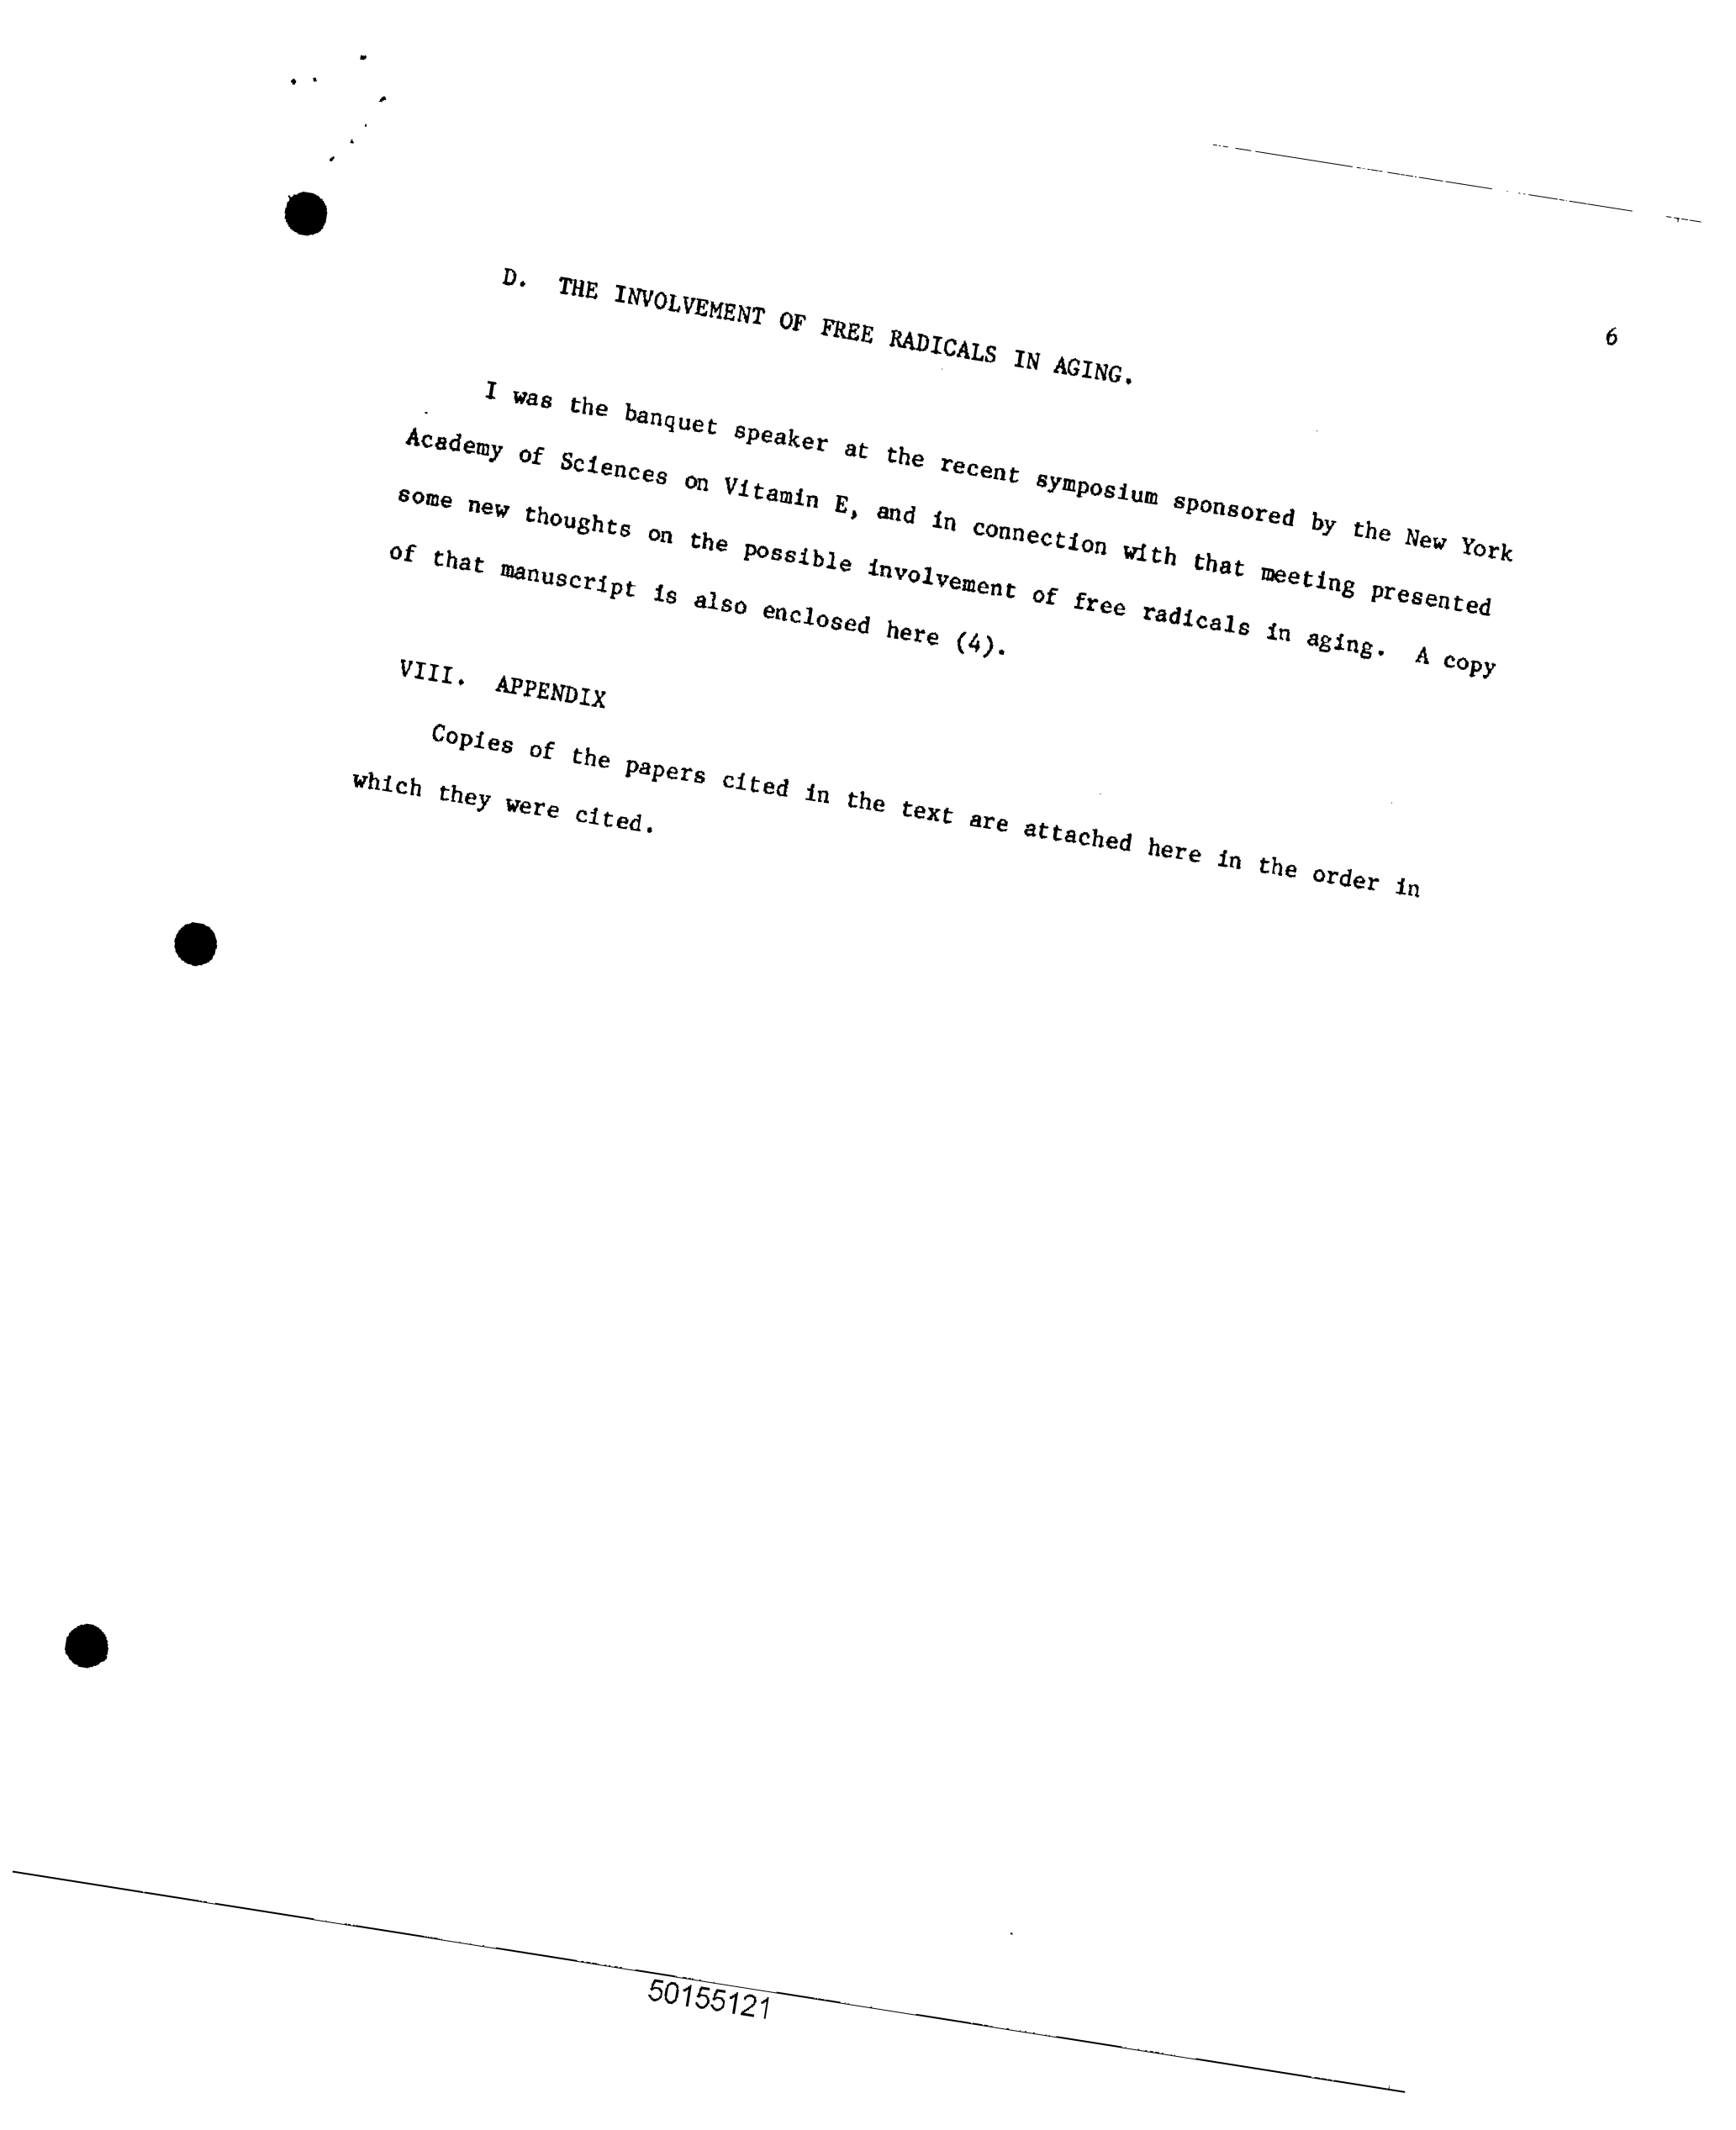 6
D. THE INVOLVEMENT OF FREE RADICALS IN AGING.
I was the banquet speaker at the recent symposium sponsored by the New York
Academy of Sciences on Vitamin E, and in connection with that meeting presented
some new thoughts on the possible involvement of free radicals in aging. A copy
of that manuscript is also enclosed here (4).
VIII. APPENDIX
Copies of the papers cited in the text are attached here in the order in
which they were cited.
50155121